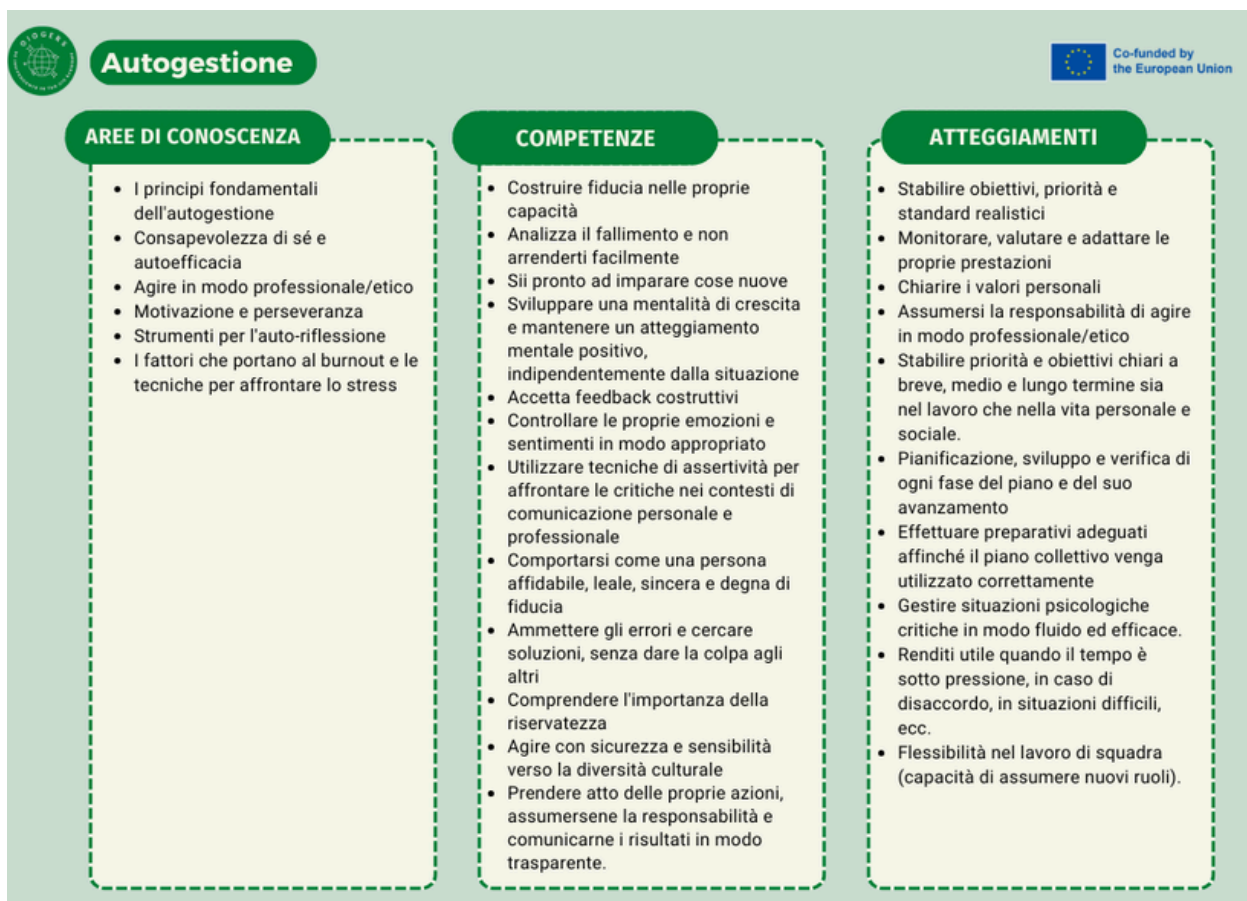 DIOGENES
Autogestione
Co-funded by
the European Union
AREE DI CONOSCENZA
• I principi fondamentali
dell'autogestione
• Consapevolezza di sé e
autoefficacia
• Agire in modo professionale/etico
• Motivazione e perseveranza
• Strumenti per l'auto-riflessione
• I fattori che portano al burnout e le
tecniche per affrontare lo stress
COMPETENZE
• Costruire fiducia nelle proprie
capacità
• Analizza il fallimento e non
arrenderti facilmente
• Sii pronto ad imparare cose nuove
• Sviluppare una mentalità di crescita
e mantenere un atteggiamento
mentale positivo,
indipendentemente dalla situazione
• Accetta feedback costruttivi
• Controllare le proprie emozioni e
sentimenti in modo appropriato
• Utilizzare tecniche di assertività per
affrontare le critiche nei contesti di
comunicazione personale e
professionale
• Comportarsi come una persona
affidabile, leale, sincera e degna di
fiducia
• Ammettere gli errori e cercare
soluzioni, senza dare la colpa agli
altri
• Comprendere l'importanza della
riservatezza
• Agire con sicurezza e sensibilità
verso la diversità culturale
• Prendere atto delle proprie azioni,
assumersene la responsabilità e
comunicarne i risultati in modo
trasparente.
ATTEGGIAMENTI
• Stabilire obiettivi, priorità e
standard realistici
• Monitorare, valutare e adattare le
proprie prestazioni
• Chiarire i valori personali
• Assumersi la responsabilità di agire
in modo professionale/etico
• Stabilire priorità e obiettivi chiari a
breve, medio e lungo termine sia
nel lavoro che nella vita personale e
sociale.
• Pianificazione, sviluppo e verifica di
ogni fase del piano e del suo
avanzamento
• Effettuare preparativi adeguati
affinché il piano collettivo venga
utilizzato correttamente
• Gestire situazioni psicologiche
critiche in modo fluido ed efficace.
• Renditi utile quando il tempo è
sotto pressione, in caso di
disaccordo, in situazioni difficili,
ecc.
• Flessibilità nel lavoro di squadra
(capacità di assumere nuovi ruoli).